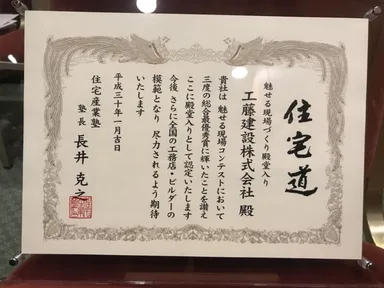 住宅道
魅せる現場づくり殿堂入り
工藤建設株式会社 殿
貴社は 魅せる現場コンテストにおいて
三度の総合最優秀賞に輝いたことを讃え
ここに殿堂入りとして認定いたします
今後 さらに全国の工務店・ビルダーの
模範となり 尽力されるよう期待
いたします
平成三十年一月吉日
住宅産業塾
塾長 長井 克之